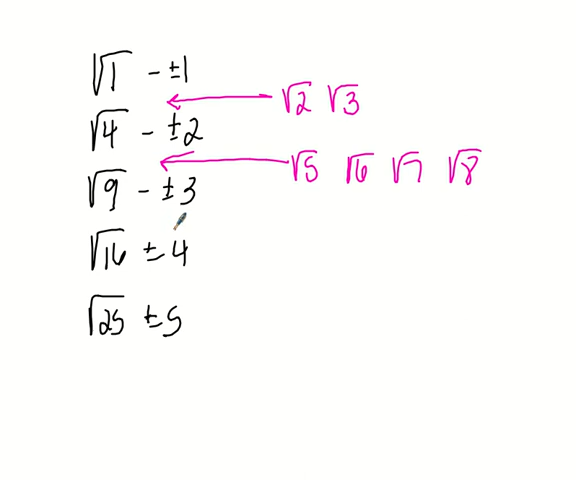 √1 - ±1
√2 √3
√4 - ±2
√5 √6 √7 √8
√9 - ±3
√16 ± 4
√25 ± 5